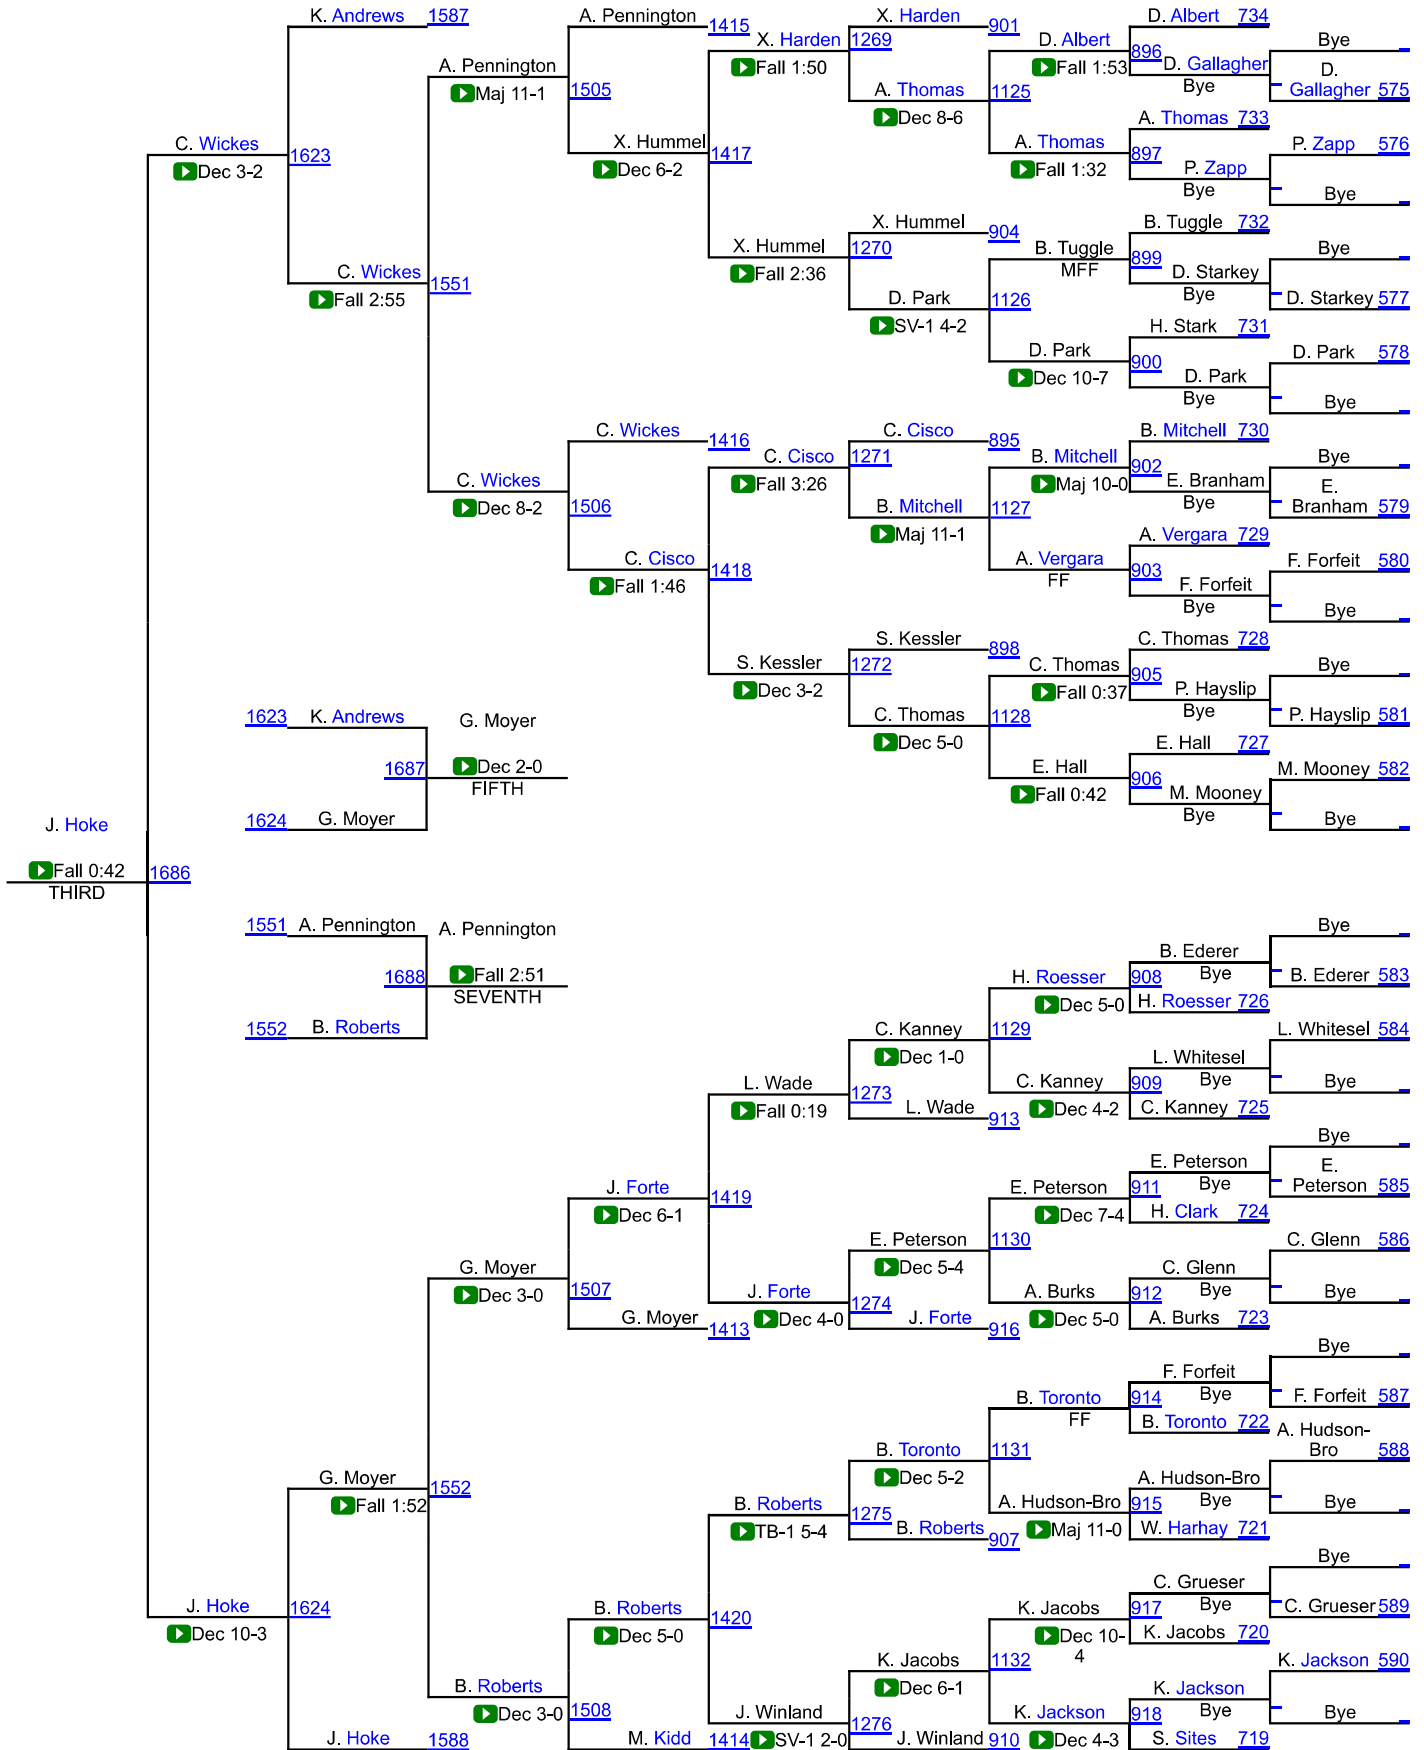 K. Andrews 1587
A. Pennington 1415
X. Harden 901
D. Albert 734
Bye
X. Harden 1269
Fall 1:50
D. Albert 896
Fall 1:53
D. Gallagher
Bye
D.
Gallagher 575
A. Pennington 1505
Maj 11-1
A. Thomas 1125
Dec 8-6
A. Thomas 733
P. Zapp 576
X. Hummel 1417
Dec 6-2
A. Thomas 897
Fall 1:32
P. Zapp
Bye
Bye
C. Wickes 1623
Dec 3-2
X. Hummel 904
B. Tuggle 732
Bye
X. Hummel 1270
Fall 2:36
B. Tuggle 899
MFF
D. Starkey
Bye
D. Starkey 577
C. Wickes 1551
Fall 2:55
D. Park 1126
SV-1 4-2
H. Stark 731
D. Park 578
D. Park 900
Dec 10-7
D. Park
Bye
Bye
C. Wickes 1416
C. Cisco 895
B. Mitchell 730
Bye
C. Cisco 1271
Fall 3:26
B. Mitchell 902
Maj 10-0
E. Branham
Bye
E.
Branham 579
C. Wickes 1506
Dec 8-2
B. Mitchell 1127
Maj 11-1
A. Vergara 729
F. Forfeit 580
C. Cisco 1418
Fall 1:46
A. Vergara 903
FF
F. Forfeit
Bye
Bye
S. Kessler 898
C. Thomas 728
Bye
S. Kessler 1272
Dec 3-2
C. Thomas 905
Fall 0:37
P. Hayslip
Bye
P. Hayslip 581
1623 K. Andrews
G. Moyer
C. Thomas 1128
Dec 5-0
E. Hall 727
M. Mooney 582
1687
Dec 2-0
FIFTH
E. Hall 906
Fall 0:42
M. Mooney
Bye
Bye
1624 G. Moyer
J. Hoke
Fall 0:42
THIRD
1686
1551 A. Pennington
A. Pennington
Bye
B. Ederer
Bye
B. Ederer 583
1688
Fall 2:51
SEVENTH
H. Roesser 908
Dec 5-0
H. Roesser 726
1552 B. Roberts
C. Kanney 1129
Dec 1-0
L. Whitesel 584
L. Whitesel
Bye
Bye
L. Wade 1273
Fall 0:19
C. Kanney 909
Dec 4-2
C. Kanney 725
L. Wade 913
Bye
E. Peterson
Bye
E.
Peterson 585
J. Forte 1419
Dec 6-1
E. Peterson 911
Dec 7-4
H. Clark 724
E. Peterson 1130
Dec 5-4
C. Glenn 586
G. Moyer 1507
Dec 3-0
C. Glenn
Bye
Bye
J. Forte 1274
Dec 4-0
A. Burks 912
Dec 5-0
A. Burks 723
G. Moyer 1413
J. Forte 916
Bye
F. Forfeit
Bye
F. Forfeit 587
B. Toronto 914
FF
B. Toronto 722
A. Hudson-
Bro 588
B. Toronto 1131
Dec 5-2
G. Moyer 1552
Fall 1:52
A. Hudson-Bro
Bye
Bye
B. Roberts 1275
TB-1 5-4
A. Hudson-Bro 915
Maj 11-0
W. Harhay 721
B. Roberts 907
Bye
C. Grueser
Bye
C. Grueser 589
J. Hoke 1624
Dec 10-3
B. Roberts 1420
Dec 5-0
K. Jacobs 917
Dec 10-
4
K. Jacobs 720
K. Jacobs 1132
Dec 6-1
K. Jackson 590
B. Roberts 1508
Dec 3-0
K. Jackson
Bye
Bye
J. Winland 1276
SV-1 2-0
K. Jackson 918
Dec 4-3
S. Sites 719
J. Hoke 1588
M. Kidd 1414
J. Winland 910